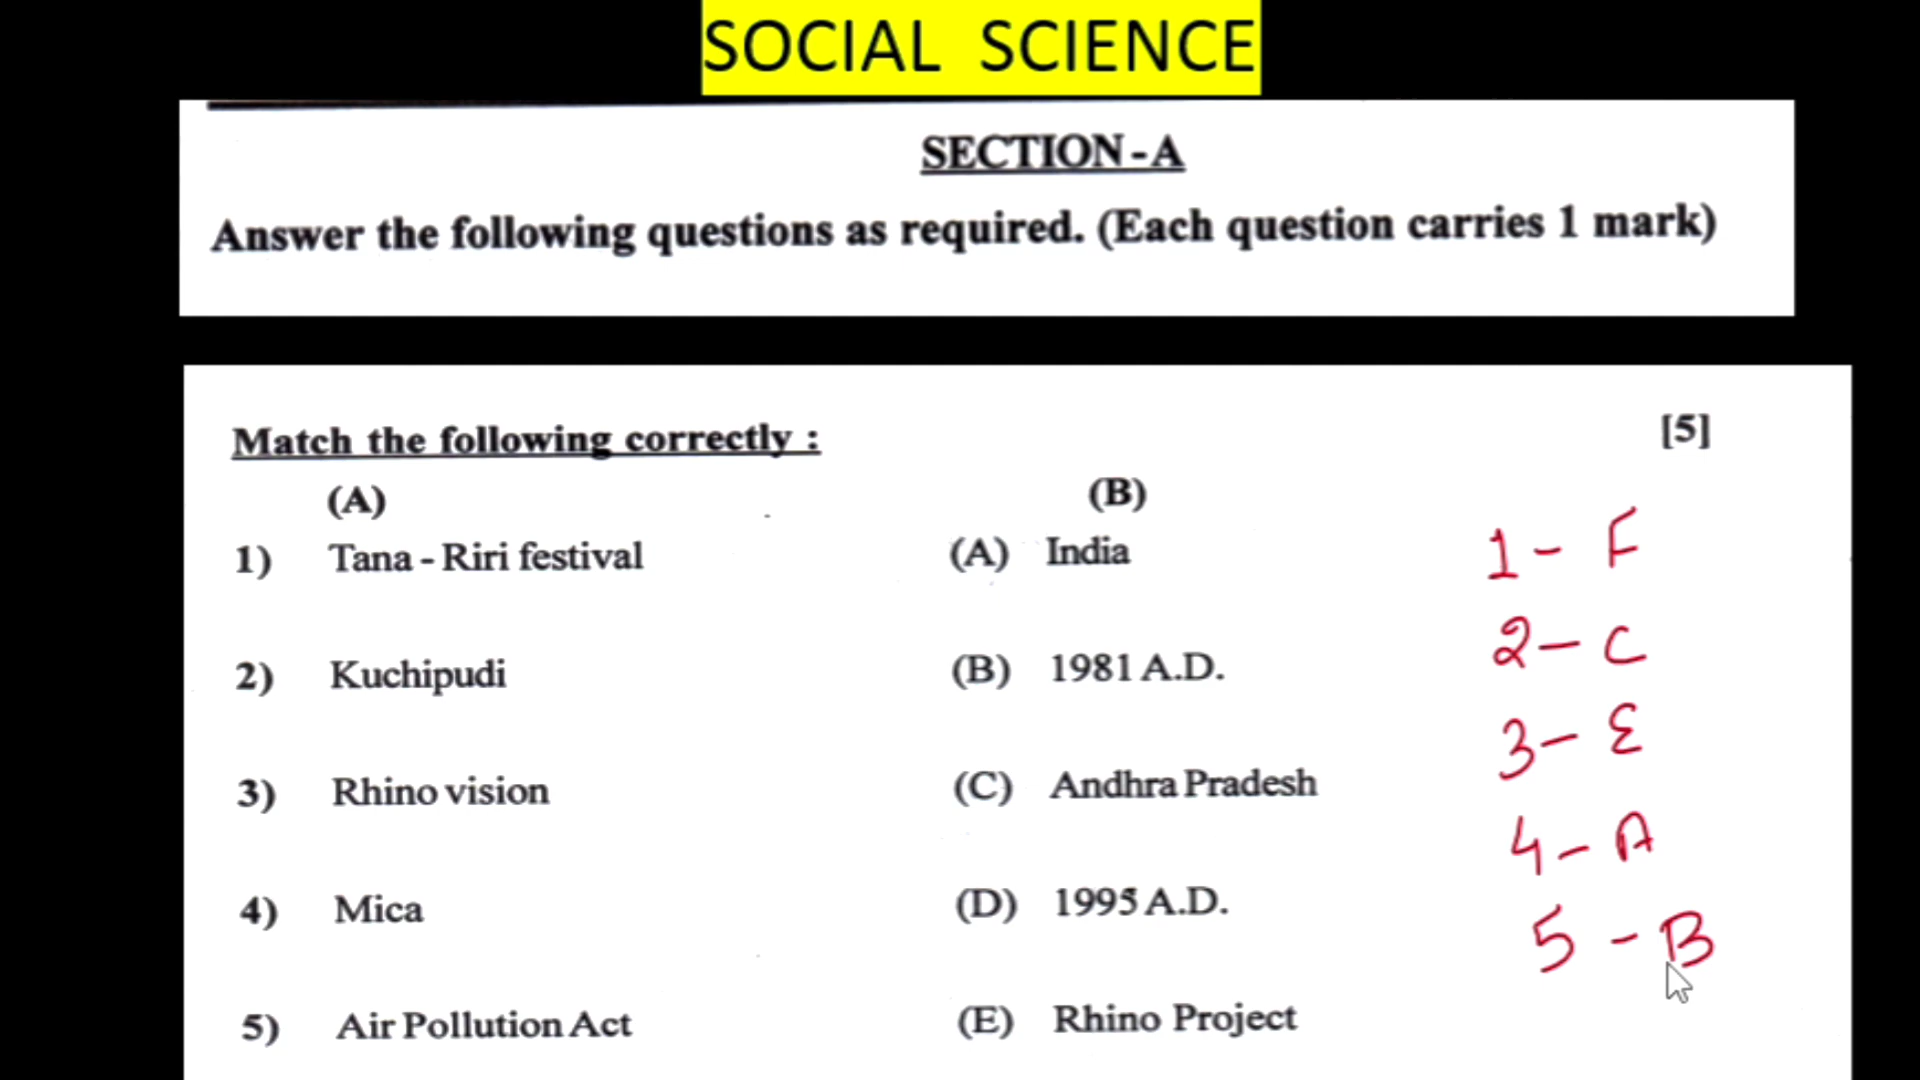 SOCIAL SCIENCE
SECTION-A
Answer the following questions as required. (Each question carries 1 mark)
Match the following correctly : [5]
(A) (B)
1) Tana - Riri festival (A) India 1 - F
2) Kuchipudi (B) 1981 A.D. 2 - C
3) Rhino vision (C) Andhra Pradesh 3 - E
4) Mica (D) 1995 A.D. 4 - A
5) Air Pollution Act (E) Rhino Project 5 - B